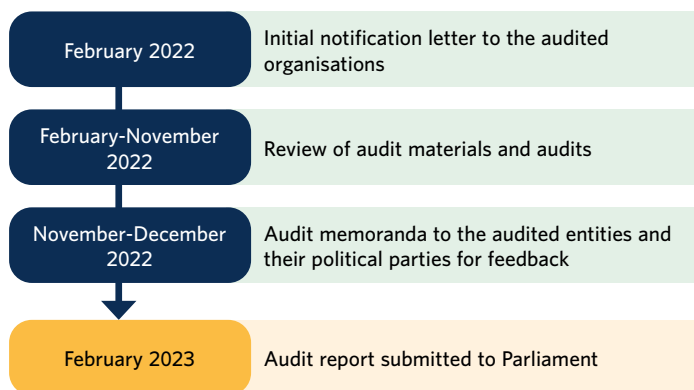 February 2022
Initial notification letter to the audited
organisations
February-November
2022
Review of audit materials and audits
November-December
2022
Audit memoranda to the audited entities and
their political parties for feedback
February 2023
Audit report submitted to Parliament